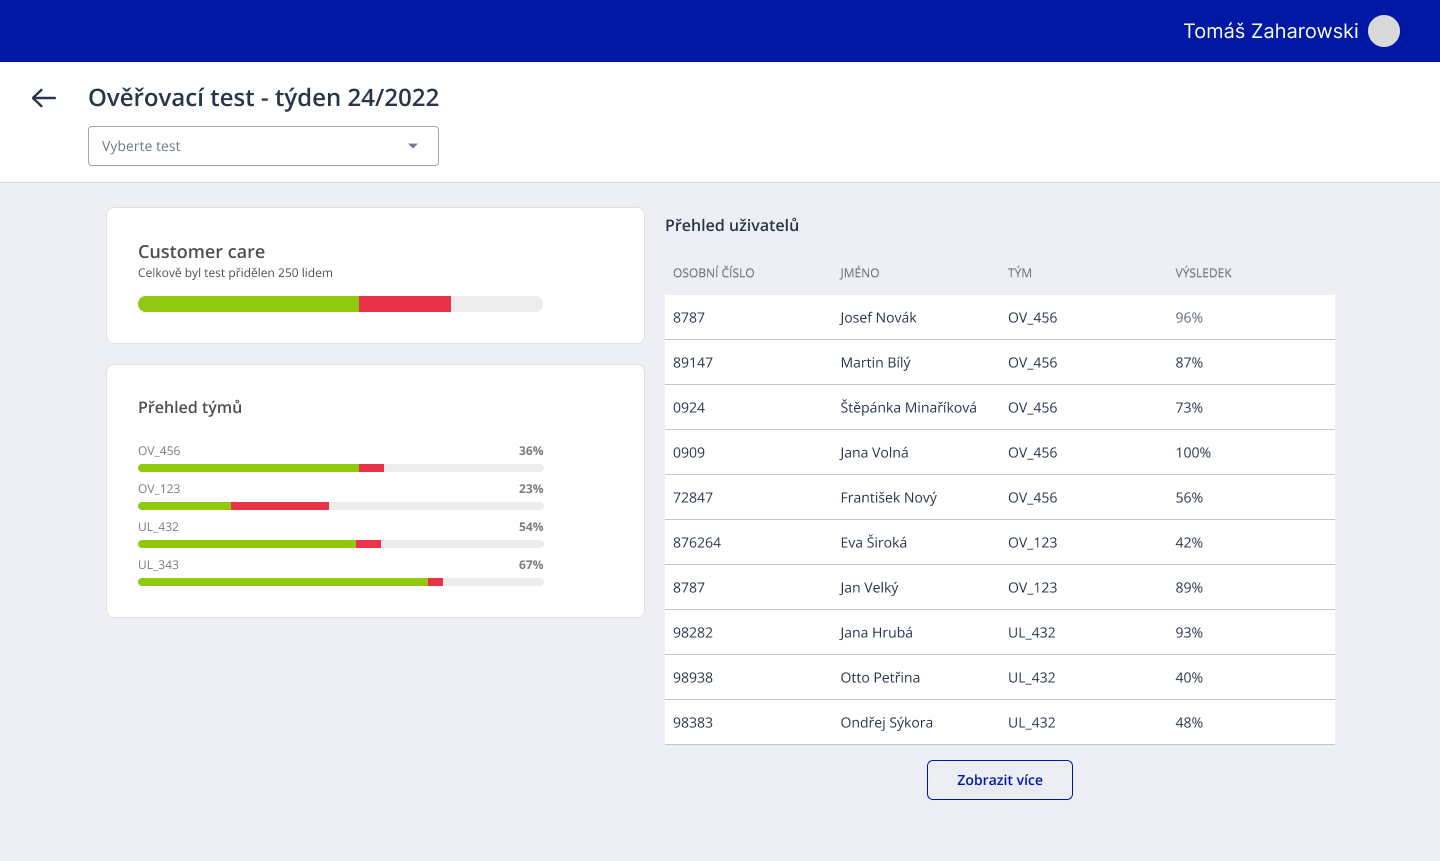 Tomáš Zaharowski
Ověřovací test - týden 24/2022
Vyberte test
Customer care
Celkově byl test přidělen 250 lidem
Přehled týmů
OV_456 36%
OV_123 23%
UL_432 54%
UL_343 67%
Přehled uživatelů
OSOBNÍ ČÍSLO JMÉNO TÝM VÝSLEDEK
8787 Josef Novák OV_456 96%
89147 Martin Bílý OV_456 87%
0924 Štěpánka Minaříková OV_456 73%
0909 Jana Volná OV_456 100%
72847 František Nový OV_456 56%
876264 Eva Široká OV_123 42%
8787 Jan Velký OV_123 89%
98282 Jana Hrubá UL_432 93%
98938 Otto Petřina UL_432 40%
98383 Ondřej Sýkora UL_432 48%
Zobrazit více